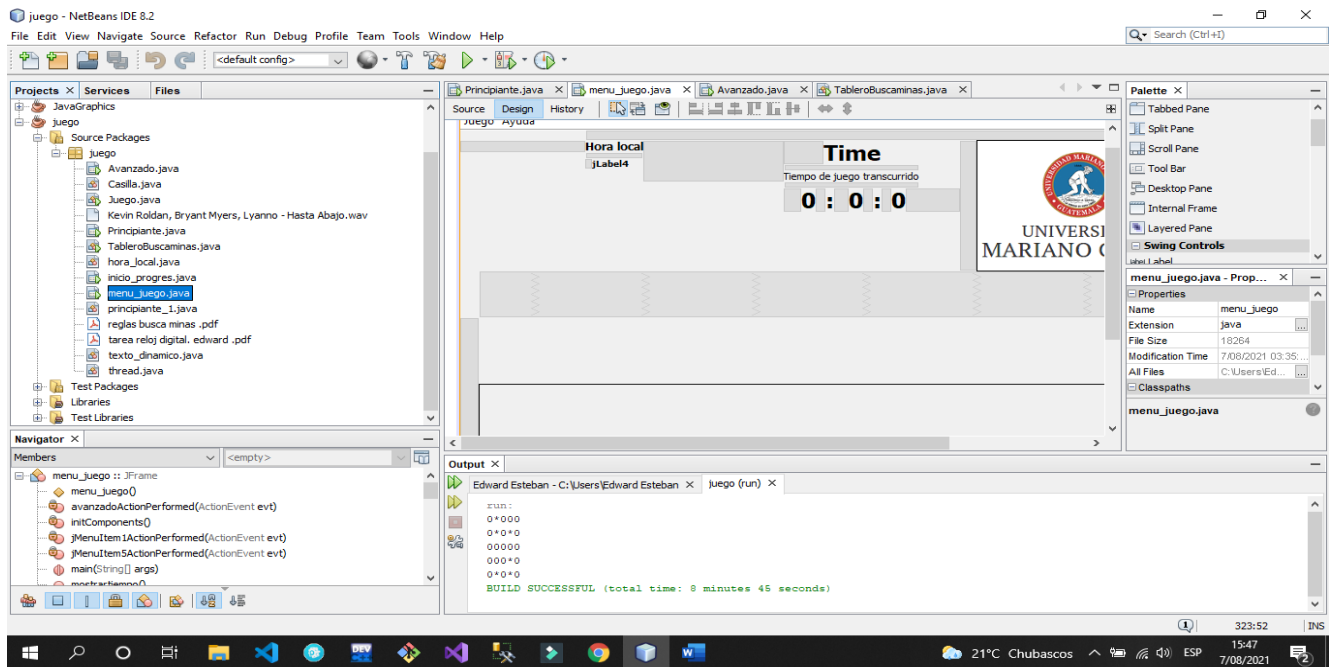 juego - NetBeans IDE 8.2
File Edit View Navigate Source Refactor Run Debug Profile Team Tools Window Help
Search (Ctrl+I)
<default config>
Projects Services Files
JavaGraphics
juego
Source Packages
juego
Avanzado.java
Casilla.java
Juego.java
Kevin Roldan, Bryant Myers, Lyanno - Hasta Abajo.wav
Principiante.java
TableroBuscaminas.java
hora_local.java
inicio_progres.java
menu_juego.java
principiante_1.java
reglas busca minas .pdf
tarea reloj digital. edward .pdf
texto_dinamico.java
thread.java
Test Packages
Libraries
Test Libraries
Navigator
Members <empty>
menu_juego :: JFrame
menu_juego()
avanzadoActionPerformed(ActionEvent evt)
initComponents()
jMenuItem1ActionPerformed(ActionEvent evt)
jMenuItem5ActionPerformed(ActionEvent evt)
main(String[] args)
mostrartiempo()
Principiante.java menu_juego.java Avanzado.java TableroBuscaminas.java
Source Design History
Juego Ayuda
Hora local
jLabel4
Time
Tiempo de juego transcurrido
0 : 0 : 0
UNIVERSIDAD MARIANO
GUATEMALA
UNIVERSI
MARIANO
Output
Edward Esteban - C:\Users\Edward Esteban juego (run)
run:
0*000
0*0*0
00000
000*0
0*0*0
BUILD SUCCESSFUL (total time: 8 minutes 45 seconds)
Palette
Tabbed Pane
Split Pane
Scroll Pane
Tool Bar
Desktop Pane
Internal Frame
Layered Pane
Swing Controls
label Label
menu_juego.java - Prop...
Properties
Name menu_juego
Extension java
File Size 18264
Modification Time 7/08/2021 03:35:...
All Files C:\Users\Ed...
Classpaths
menu_juego.java
1 323:52 INS
DEV
21°C Chubascos ESP
15:47
7/08/2021
2